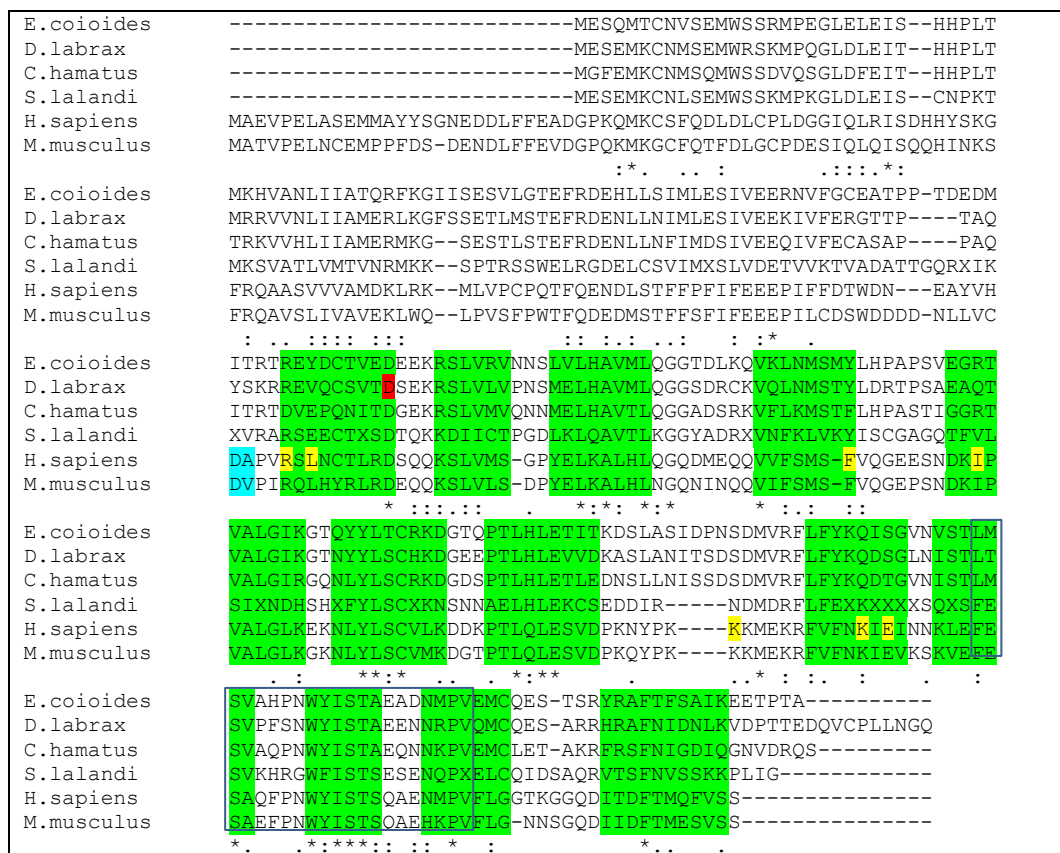 E.coioides ---------------------------MESQMTCNVSEMWSSRMPEGLELEIS--HHPLT
D.labrax ---------------------------MESEMKCNMSEMWRSKMPQGLDLEIT--HHPLT
C.hamatus ---------------------------MGFEMKCNMSQMWSSDVQSGLDFEIT--HHPLT
S.lalandi ---------------------------MESEMKCNLSEMWSSKMPKGLDLEIS--CNPKT
H.sapiens MAEVPELASEMMAYYSGNEDDLFFEADGPKQMKCSFQDLDLCPLDGGIQLRISDHHYSKG
M.musculus MATVPELNCEMPPFDS-DENDLFFEVDGPQKMKGCFQTFDLGCPDESIQLQISQQHINKS
:*. .. : .:::.*:
E.coioides MKHVANLIIATQRFKGIISESVLGTEFRDEHLLSIMLESIVEERNVFGCEATPP-TDEDM
D.labrax MRRVVNLIIAMERLKGFSSETLMSTEFRDENLLNIMLESIVEEKIVFERGTTP----TAQ
C.hamatus TRKVVHLIIAMERMKG--SESTLSTEFRDENLLNFIMDSIVEEQIVFECASAP----PAQ
S.lalandi MKSVATLVMTVNRMKK--SPTRSSWELRGDELCSVIMXSLVDETVVKTVADATTGQRXIK
H.sapiens FRQAASVVVAMDKLRK--MLVPCPQTFQENDLSTFFPFIFEEEPIFFDTWDN--EAYVH
M.musculus FRQAVSLIVAVEKLWQ--LPVSFPWTFQDEDMSTFFSFIFEEEPILCDSWDDDD-NLLVC
: .. :::: :: :: :.: ..: : :* .
E.coioides ITRTREYDCTVEDEEKRSLVRVNNSLVLHAVMLQGGTDLKQVKLNMSMYLHPAPSVEGRT
D.labrax YSKRREVQCSVTDSEKRSLVLVPNSMELHAVMLQGGSDRCKVQLNMSTYLDRTPSAEAQT
C.hamatus ITRTDVEPQNITDGEKRSLVMVQNNMELHAVTLQGGADSRKVFLKMSTFLHPASTIGGRT
S.lalandi XVRARSEECTXSDTQKKDIICTPGDLKLQAVTLKGGYADRXVNFKLVKYISCGAGQTFVL
H.sapiens DAPVRSLNCTLRDSQQKSLVMS-GPYELKALHLQGQDMEQQVVFSMS-FVQGEESNDKIP
M.musculus DVPIRQLHYRLRDEQQKSLVLS-DPYELKALHLNGQNINQQVIFSMS-FVQGEPSNDKIP
* :::.:: *:*: *:* * :.: ::
E.coioides VALGIKGTQYYLTCRKDGTQPTLHLETITKDSLASIDPNSDMVRFLFYKQISGVNVSTLM
D.labrax VALGIKGTNYYLSCHKDGEEPTLHLEVVDKASLANITSDSDMVRFLFYKQDSGLNISTLT
C.hamatus VALGIRGQNLYLSCRKDGDSPTLHLETLEDNSLLNISSDSDMVRFLFYKQDTGVNISTLM
S.lalandi SIXNDHSHXFYLSCXKNSNNAELHLEKCSEDDIR-----NDMDRFLFEXKXXXXSQXSFE
H.sapiens VALGLKEKNLYLSCVLKDDKPTLQLESVDPKNYPK----KKMEKRFVFNKIEINNKLEFE
M.musculus VALGLKGKNLYLSCVMKDGTPTLQLESVDPKQYPK----KKMEKRFVFNKIEVKSKVEFE
. : **:* .. *:** ..* : .: : :
E.coioides SVAHPNWYISTAEADNMPVEMCQES-TSRYRAFTFSAIKEETPTA----------
D.labrax SVPFSNWYISTAEENNRPVQMCQES-ARRHRAFNIDNLKVDPTTEDQVCPLLNGQ
C.hamatus SVAQPNWYISTAEQNNKPVEMCLET-AKRFRSFNIGDIQGNVDRQS---------
S.lalandi SVKHRGWFISTSESENQPXELCQIDSAQRVTSFNVSSKKPLIG------------
H.sapiens SAQFPNWYISTSQAENMPVFLGGTKGGQDITDFTMQFVSS---------------
M.musculus SAEFPNWYISTSQAEHKPVFLG-NNSGQDIIDFTMESVSS---------------
*. .*:***:: :: * : *.. .